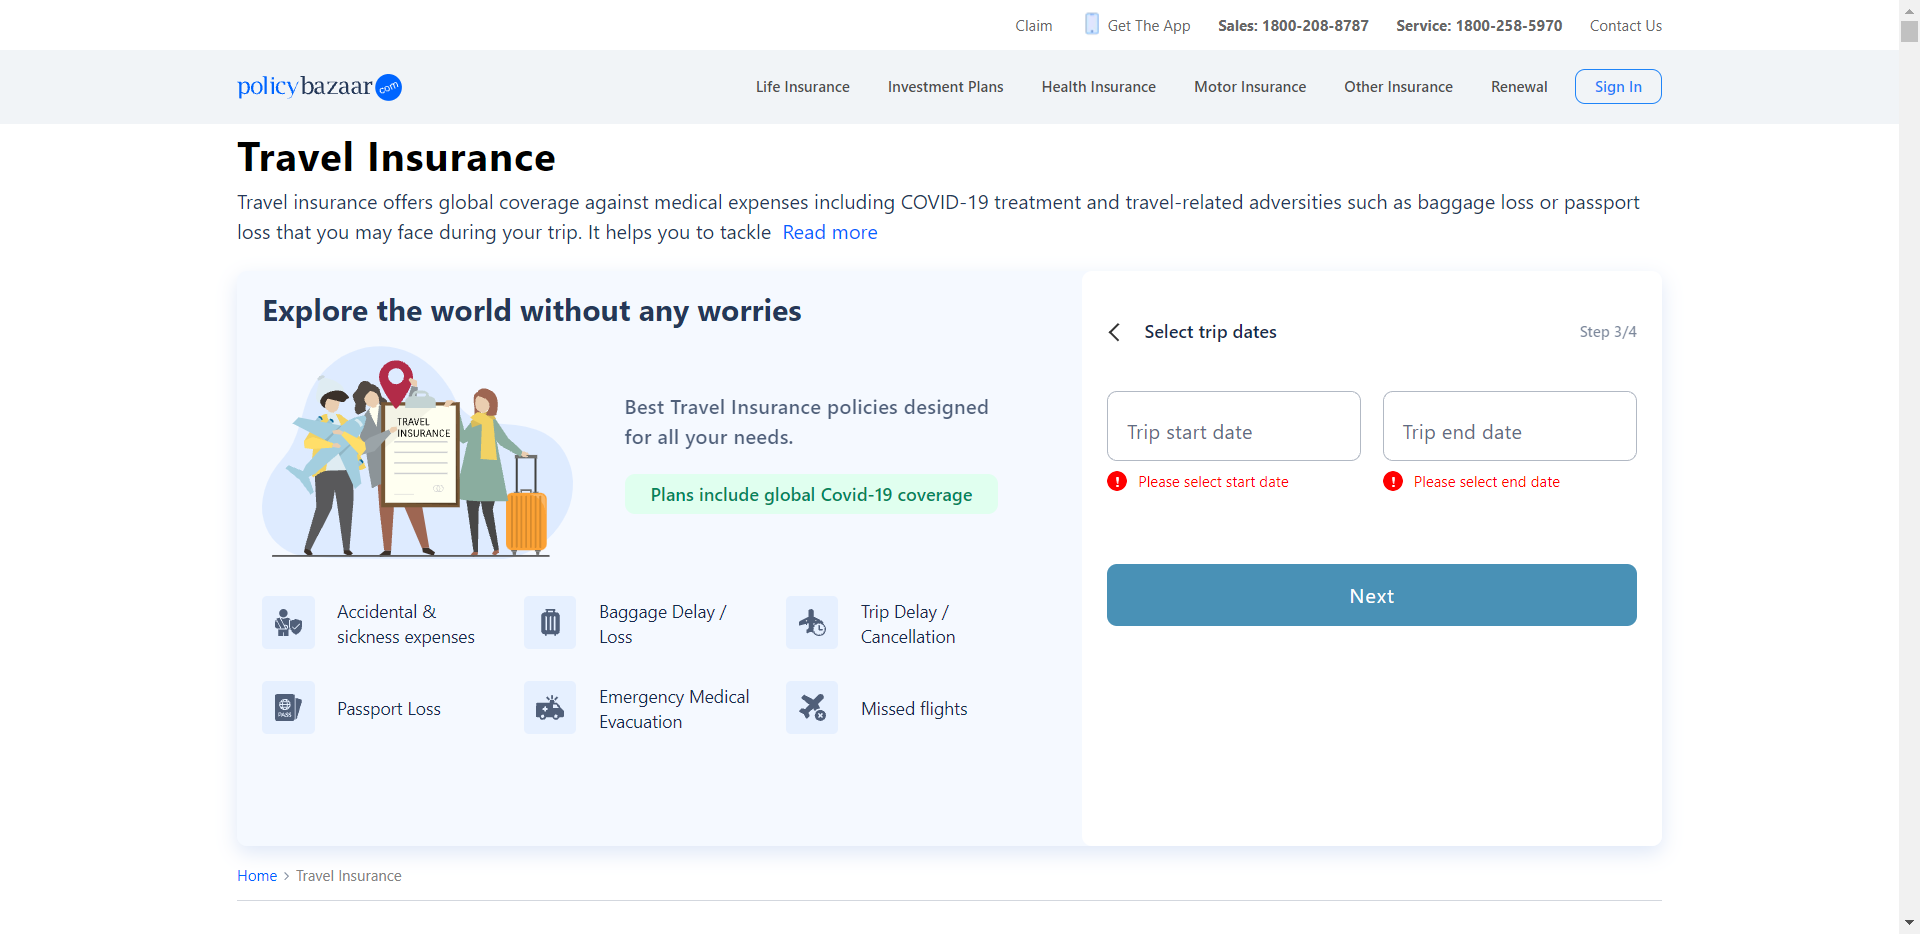 Claim
Get The App
Sales: 1800-208-8787
Service: 1800-258-5970
Contact Us
policybazaar com
Life Insurance
Investment Plans
Health Insurance
Motor Insurance
Other Insurance
Renewal
Sign In
Travel Insurance
Travel insurance offers global coverage against medical expenses including COVID-19 treatment and travel-related adversities such as baggage loss or passport
loss that you may face during your trip. It helps you to tackle Read more
Explore the world without any worries
TRAVEL
INSURANCE
Best Travel Insurance policies designed
for all your needs.
Plans include global Covid-19 coverage
Accidental &
sickness expenses
Baggage Delay /
Loss
Trip Delay /
Cancellation
PASS
Passport Loss
Emergency Medical
Evacuation
Missed flights
Select trip dates
Step 3/4
Trip start date
Trip end date
Please select start date
Please select end date
Next
Home > Travel Insurance